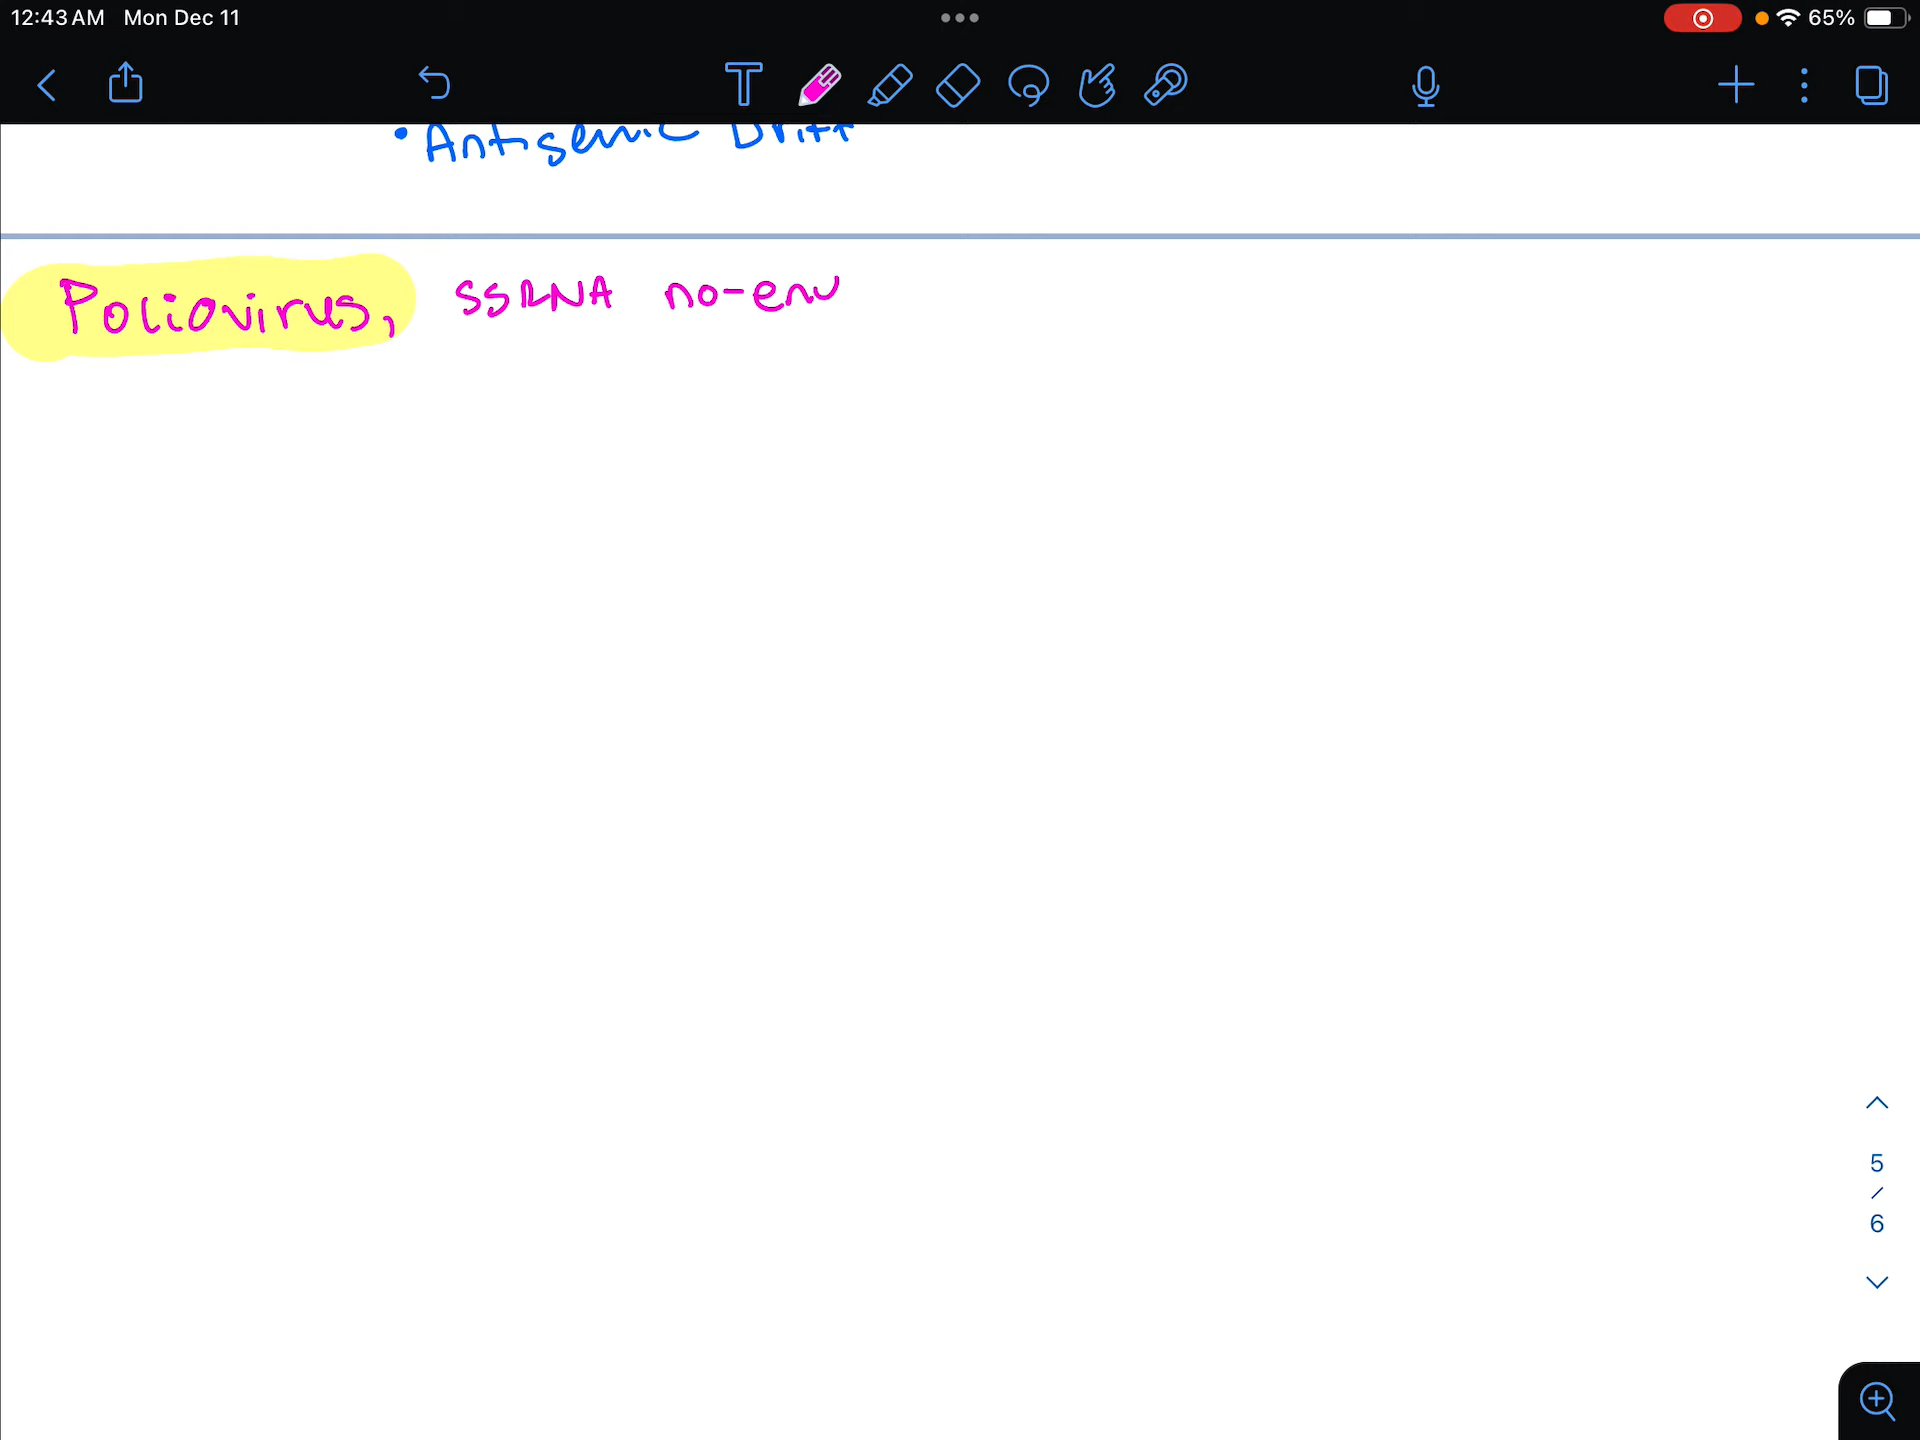 12:43 AM Mon Dec 11 65%
• Antigenic Drift
Poliovirus, SSRNA no-env
5
/
6